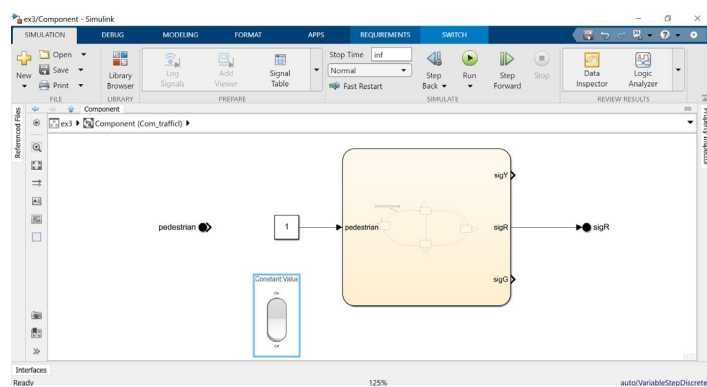 ex3/Component - Simulink
SIMULATION DEBUG MODELING FORMAT APPS REQUIREMENTS SWITCH
New
Open
Save
Print
FILE
Library Browser
LIBRARY
Log Signals
Add Viewer
Signal Table
PREPARE
Stop Time inf
Normal
Fast Restart
Step Back
Run
Step Forward
Stop
SIMULATE
Data Inspector
Logic Analyzer
REVIEW RESULTS
Referenced Files
Component
Property Inspector
ex3 Component (Com_trafficl)
pedestrian
1
pedestrian
sigY
sigR
sigG
sigR
Constant:Value
On
Off
Interfaces
Ready 125% auto(VariableStepDiscrete